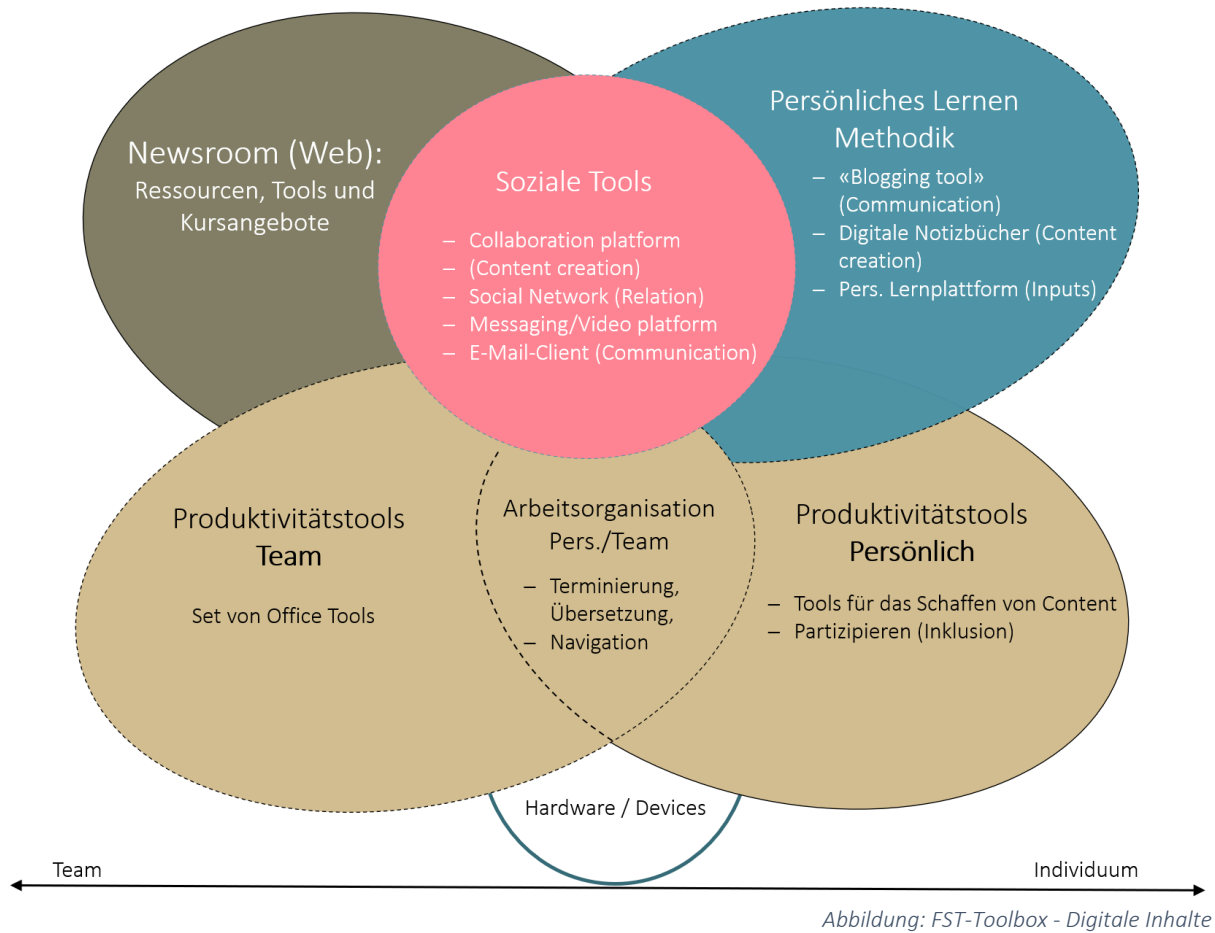 Newsroom (Web):
Ressourcen, Tools und
Kursangebote
Soziale Tools
– Collaboration platform
– (Content creation)
– Social Network (Relation)
– Messaging/Video platform
– E-Mail-Client (Communication)
Persönliches Lernen
Methodik
– «Blogging tool»
(Communication)
– Digitale Notizbücher (Content
creation)
– Pers. Lernplattform (Inputs)
Produktivitätstools
Team
Set von Office Tools
Arbeitsorganisation
Pers./Team
– Terminierung,
Übersetzung,
– Navigation
Produktivitätstools
Persönlich
– Tools für das Schaffen von Content
– Partizipieren (Inklusion)
Hardware / Devices
Team
Individuum
Abbildung: FST-Toolbox - Digitale Inhalte